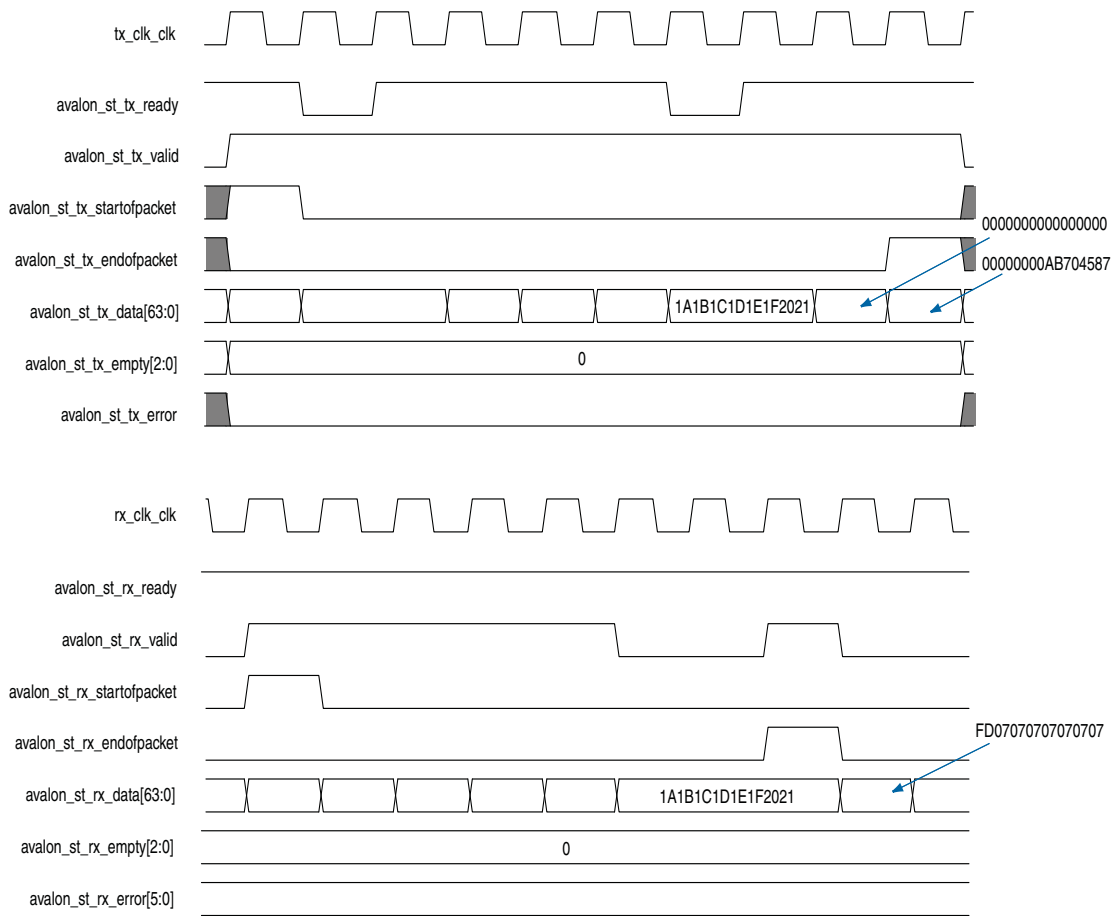 tx_clk_clk
avalon_st_tx_ready
avalon_st_tx_valid
avalon_st_tx_startofpacket
0000000000000000
avalon_st_tx_endofpacket
00000000AB704587
avalon_st_tx_data[63:0]
1A1B1C1D1E1F2021
avalon_st_tx_empty[2:0]
0
avalon_st_tx_error
rx_clk_clk
avalon_st_rx_ready
avalon_st_rx_valid
avalon_st_rx_startofpacket
avalon_st_rx_endofpacket
FD07070707070707
avalon_st_rx_data[63:0]
1A1B1C1D1E1F2021
avalon_st_rx_empty[2:0]
0
avalon_st_rx_error[5:0]